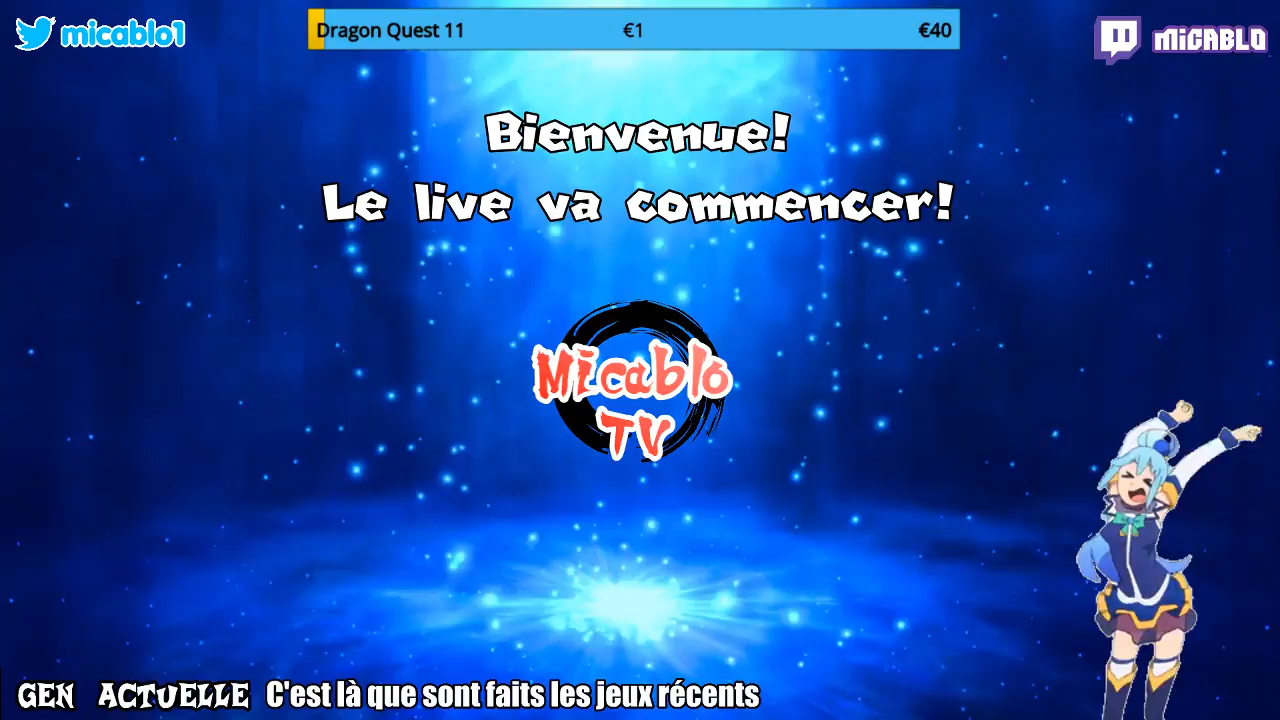 micablo1
Dragon Quest 11 €1 €40
MICABLO
Bienvenue!
Le live va commencer!
Micablo
TV
GEN ACTUELLE C'est là que sont faits les jeux récents